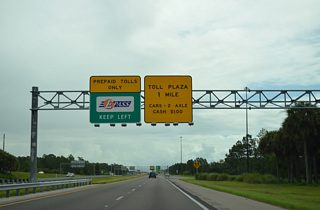 PREPAID TOLLS
ONLY
E-PASS
KEEP LEFT
TOLL PLAZA
1 MILE
CARS - 2 AXLE
CASH $1.00